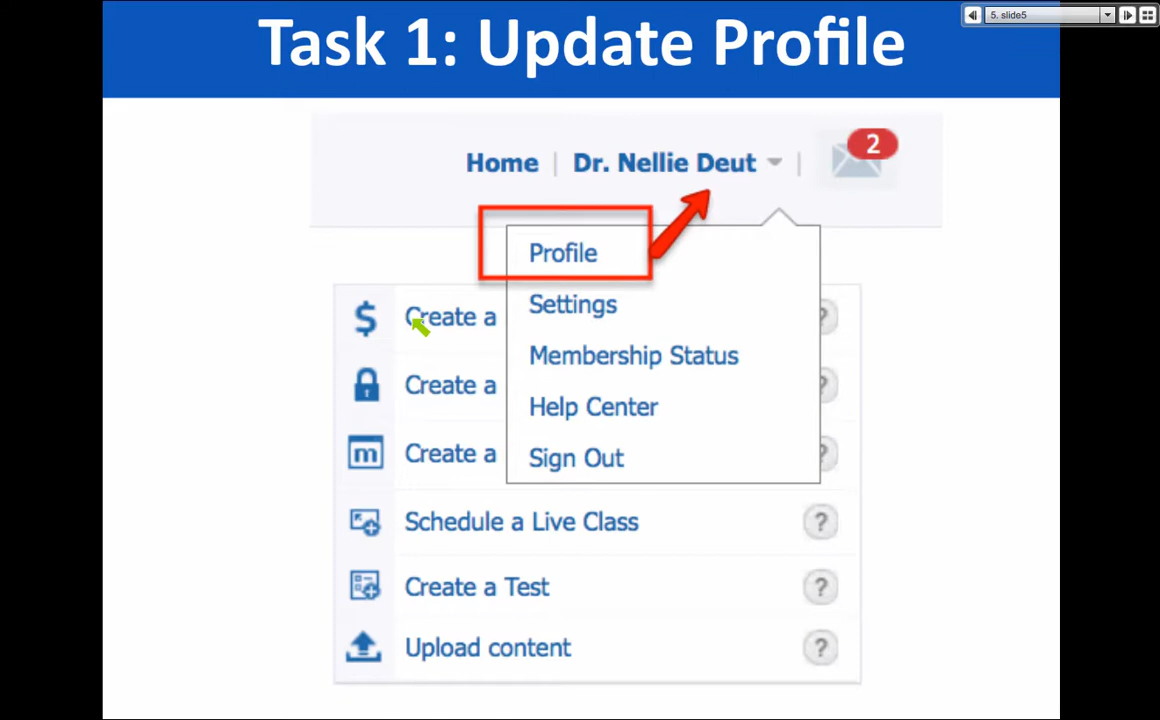 5. slide5
Task 1: Update Profile
Home | Dr. Nellie Deut |
2
Profile
Settings
Membership Status
Help Center
Sign Out
$ Create a ?
Create a ?
m Create a ?
Schedule a Live Class ?
Create a Test ?
Upload content ?